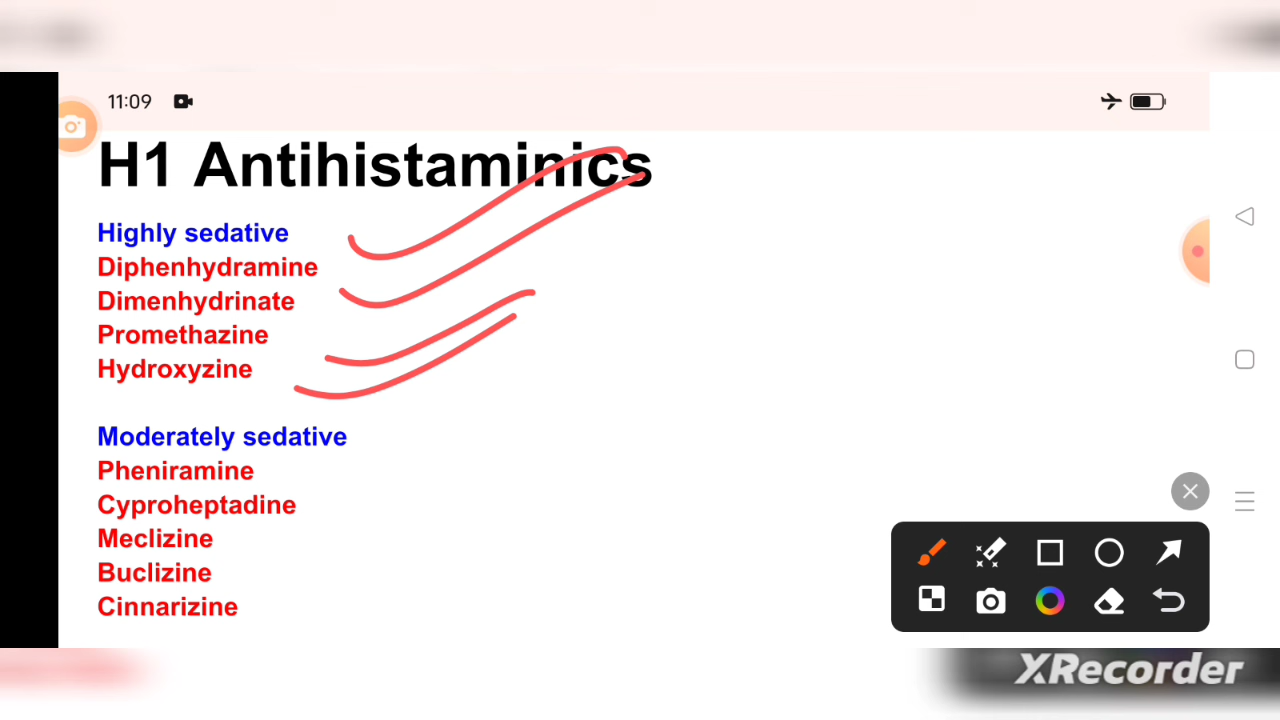 11:09
H1 Antihistaminics
Highly sedative
Diphenhydramine
Dimenhydrinate
Promethazine
Hydroxyzine
Moderately sedative
Pheniramine
Cyproheptadine
Meclizine
Buclizine
Cinnarizine
XRecorder